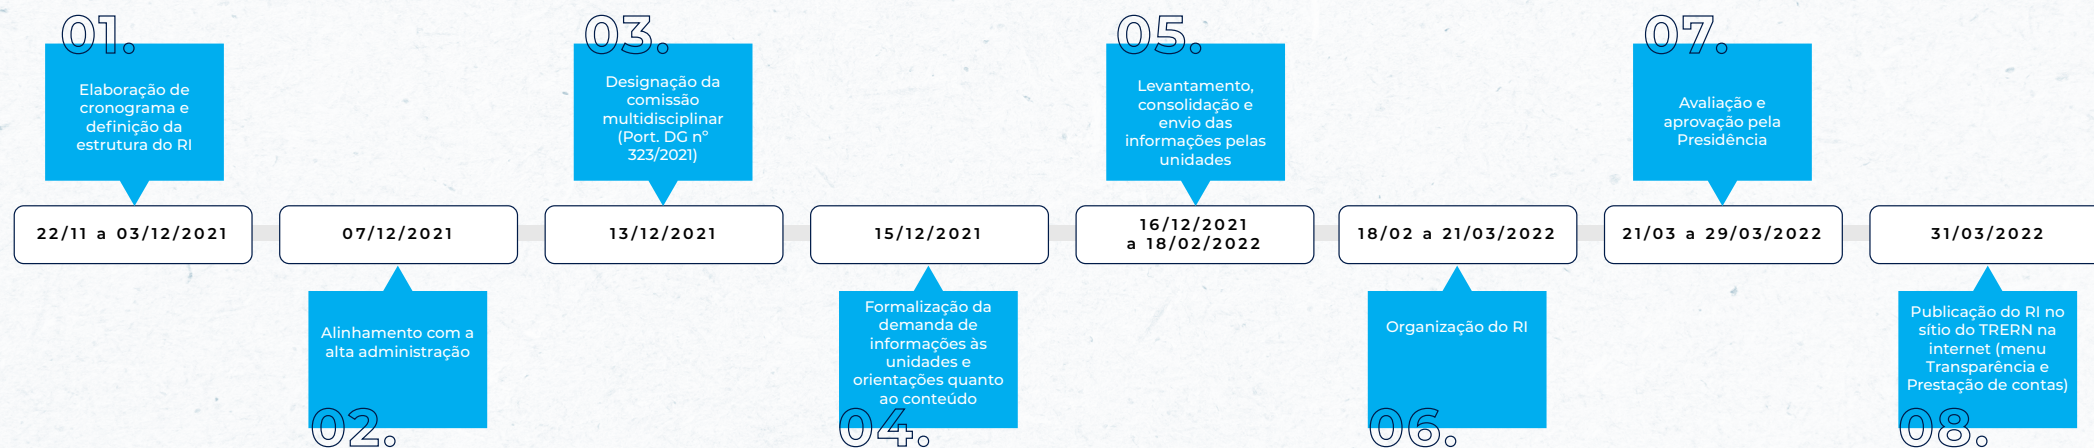 01.
Elaboração de
cronograma e
definição da
estrutura do RI
22/11 a 03/12/2021
07/12/2021
Alinhamento com a
alta administração
02.
03.
Designação da
comissão
multidisciplinar
(Port. DG nº
323/2021)
13/12/2021
15/12/2021
Formalização da
demanda de
informações às
unidades e
orientações quanto
ao conteúdo
04.
05.
Levantamento,
consolidação e
envio das
informações pelas
unidades
16/12/2021
a 18/02/2022
18/02 a 21/03/2022
Organização do RI
06.
07.
Avaliação e
aprovação pela
Presidência
21/03 a 29/03/2022
31/03/2022
Publicação do RI no
sítio do TRERN na
internet (menu
Transparência e
Prestação de contas)
08.